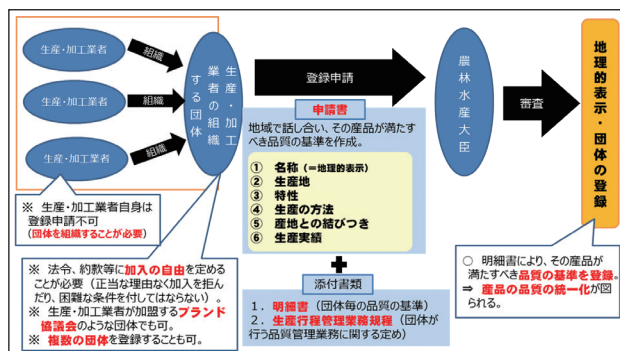 生産・加工業者
組織
生産・加工業者
組織
生産・加工業者
組織
生産・加工
業者の組織
する団体
登録申請
農林水産大臣
審査
地理的表示・団体の登録
申請書
地域で話し合い、その産品が満たす
べき品質の基準を作成。
① 名称（＝地理的表示）
② 生産地
③ 特性
④ 生産の方法
⑤ 産地との結びつき
⑥ 生産実績
添付書類
１．明細書（団体毎の品質の基準）
２．生産行程管理業務規程（団体が
行う品質管理業務に関する定め）
※ 生産・加工業者自身は
登録申請不可
（団体を組織することが必要）
※ 法令、約款等に加入の自由を定める
ことが必要（正当な理由なく加入を拒ん
だり、困難な条件を付してはならない）。
※ 生産・加工業者が加盟するブランド
協議会のような団体でも可。
※ 複数の団体を登録することも可。
○ 明細書により、その産品が
満たすべき品質の基準を登録。
⇒ 産品の品質の統一化が図
られる。